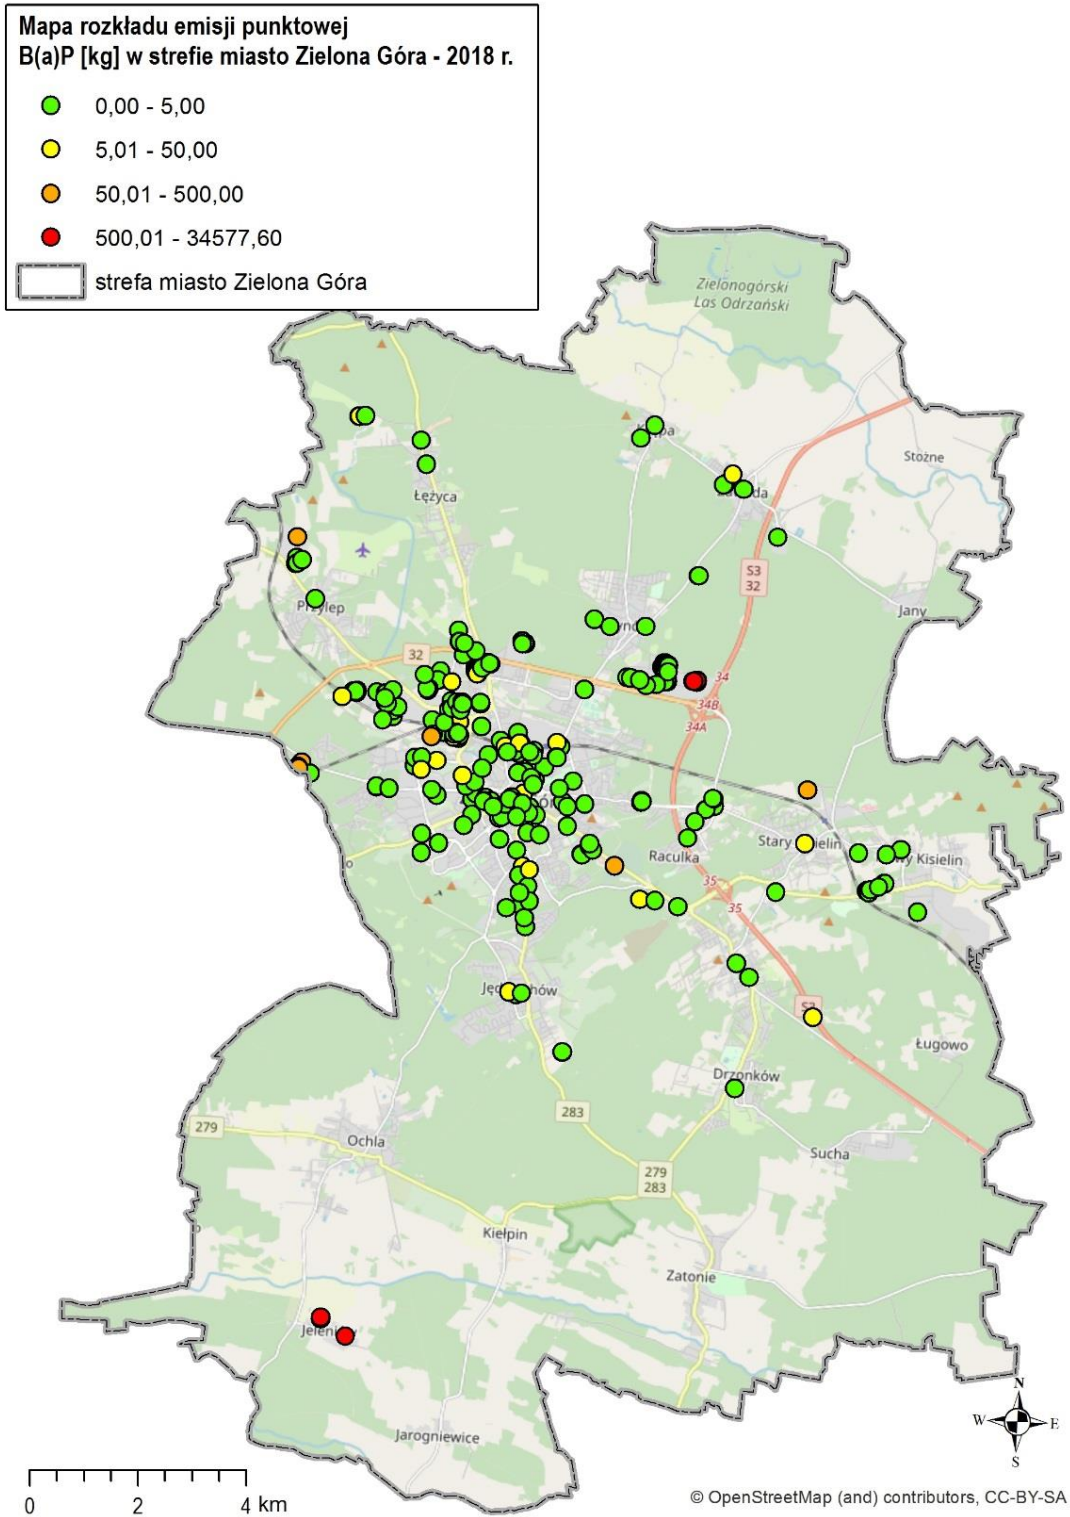 Mapa rozkładu emisji punktowej
B(a)P [kg] w strefie miasto Zielona Góra - 2018 r.
0,00 - 5,00
5,01 - 50,00
50,01 - 500,00
500,01 - 34577,60
strefa miasto Zielona Góra
Zielonogórski
Las Odrzański
Stożne
Łężyca
S3
32
Jany
Przylep
32
34
34B
34A
Stary
Kisielin
Raculka
35
35
S3
Ługowo
Drzonków
283
279
Ochla
Sucha
279
283
Kiełpin
Zatonie
Jarogniewice
N
W
E
S
0
2
4 km
© OpenStreetMap (and) contributors, CC-BY-SA